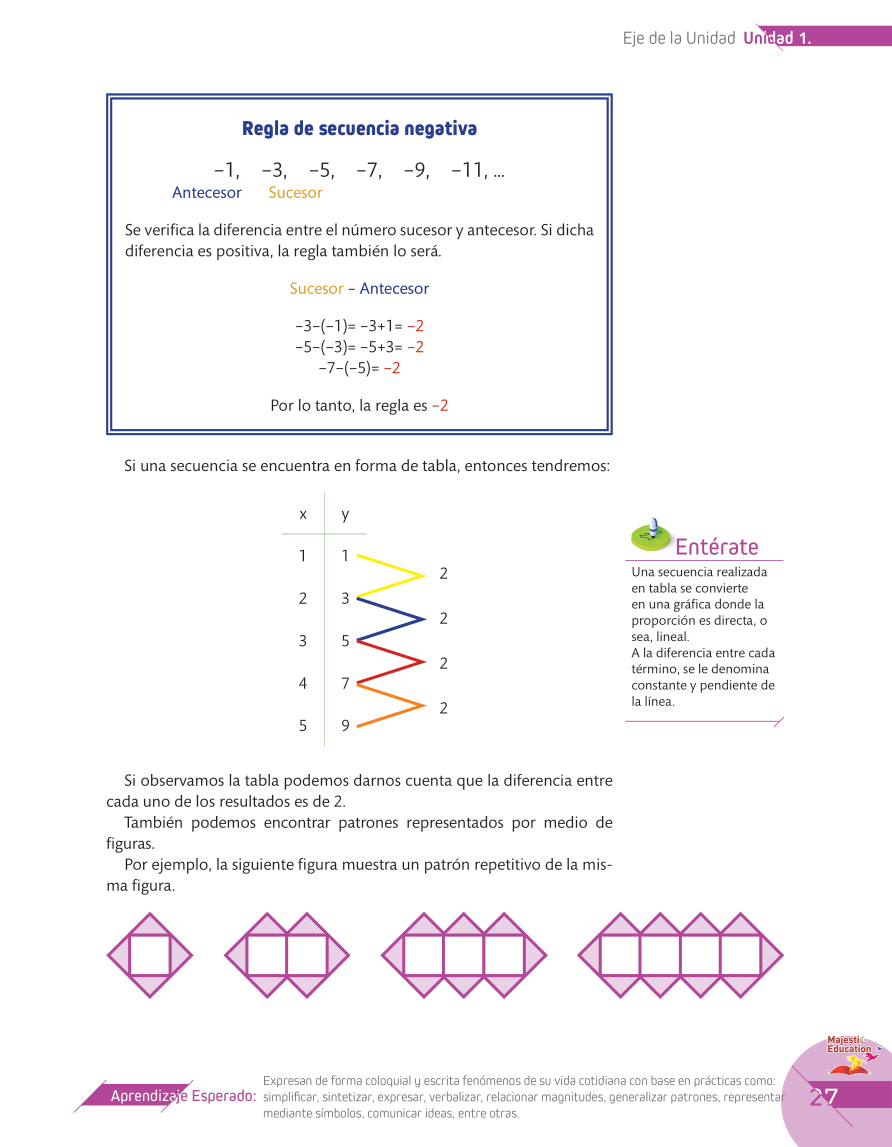 Eje de la Unidad Unidad 1.
Regla de secuencia negativa
–1, –3, –5, –7, –9, –11, ...
Antecesor Sucesor
Se verifica la diferencia entre el número sucesor y antecesor. Si dicha
diferencia es positiva, la regla también lo será.
Sucesor – Antecesor
–3–(–1)= –3+1= –2
–5–(–3)= –5+3= –2
–7–(–5)= –2
Por lo tanto, la regla es –2
Si una secuencia se encuentra en forma de tabla, entonces tendremos:
x y
1 1
2
2 3
2
3 5
2
4 7
2
5 9
Entérate
Una secuencia realizada
en tabla se convierte
en una gráfica donde la
proporción es directa, o
sea, lineal.
A la diferencia entre cada
término, se le denomina
constante y pendiente de
la línea.
Si observamos la tabla podemos darnos cuenta que la diferencia entre
cada uno de los resultados es de 2.
También podemos encontrar patrones representados por medio de
figuras.
Por ejemplo, la siguiente figura muestra un patrón repetitivo de la mis-
ma figura.
Majestic
Education
Aprendizaje Esperado:
Expresan de forma coloquial y escrita fenómenos de su vida cotidiana con base en prácticas como:
simplificar, sintetizar, expresar, verbalizar, relacionar magnitudes, generalizar patrones, representar
mediante símbolos, comunicar ideas, entre otras.
27